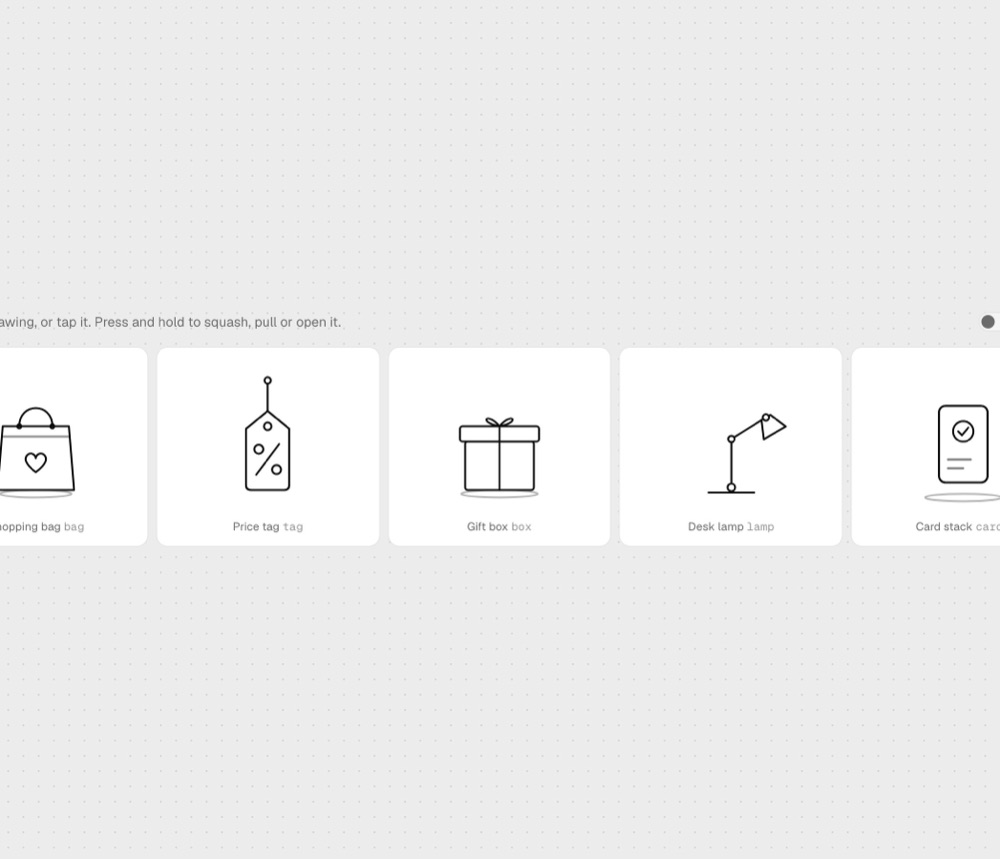 awing, or tap it. Press and hold to squash, pull or open it.
opping bag bag
Price tag tag
Gift box box
Desk lamp lamp
Card stack card